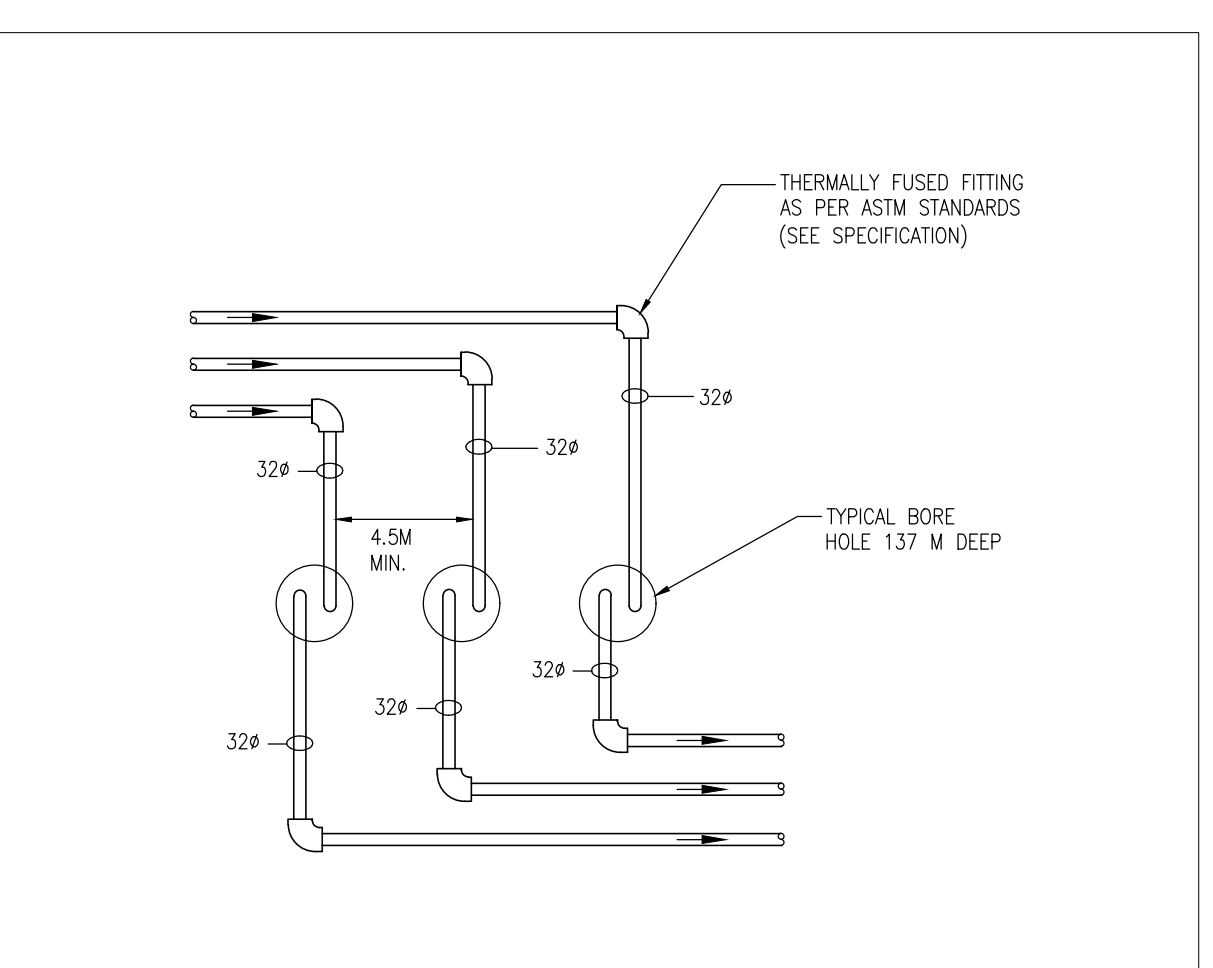 THERMALLY FUSED FITTING
AS PER ASTM STANDARDS
(SEE SPECIFICATION)
32ø
32ø
32ø
4.5M
MIN.
TYPICAL BORE
HOLE 137 M DEEP
32ø
32ø
32ø